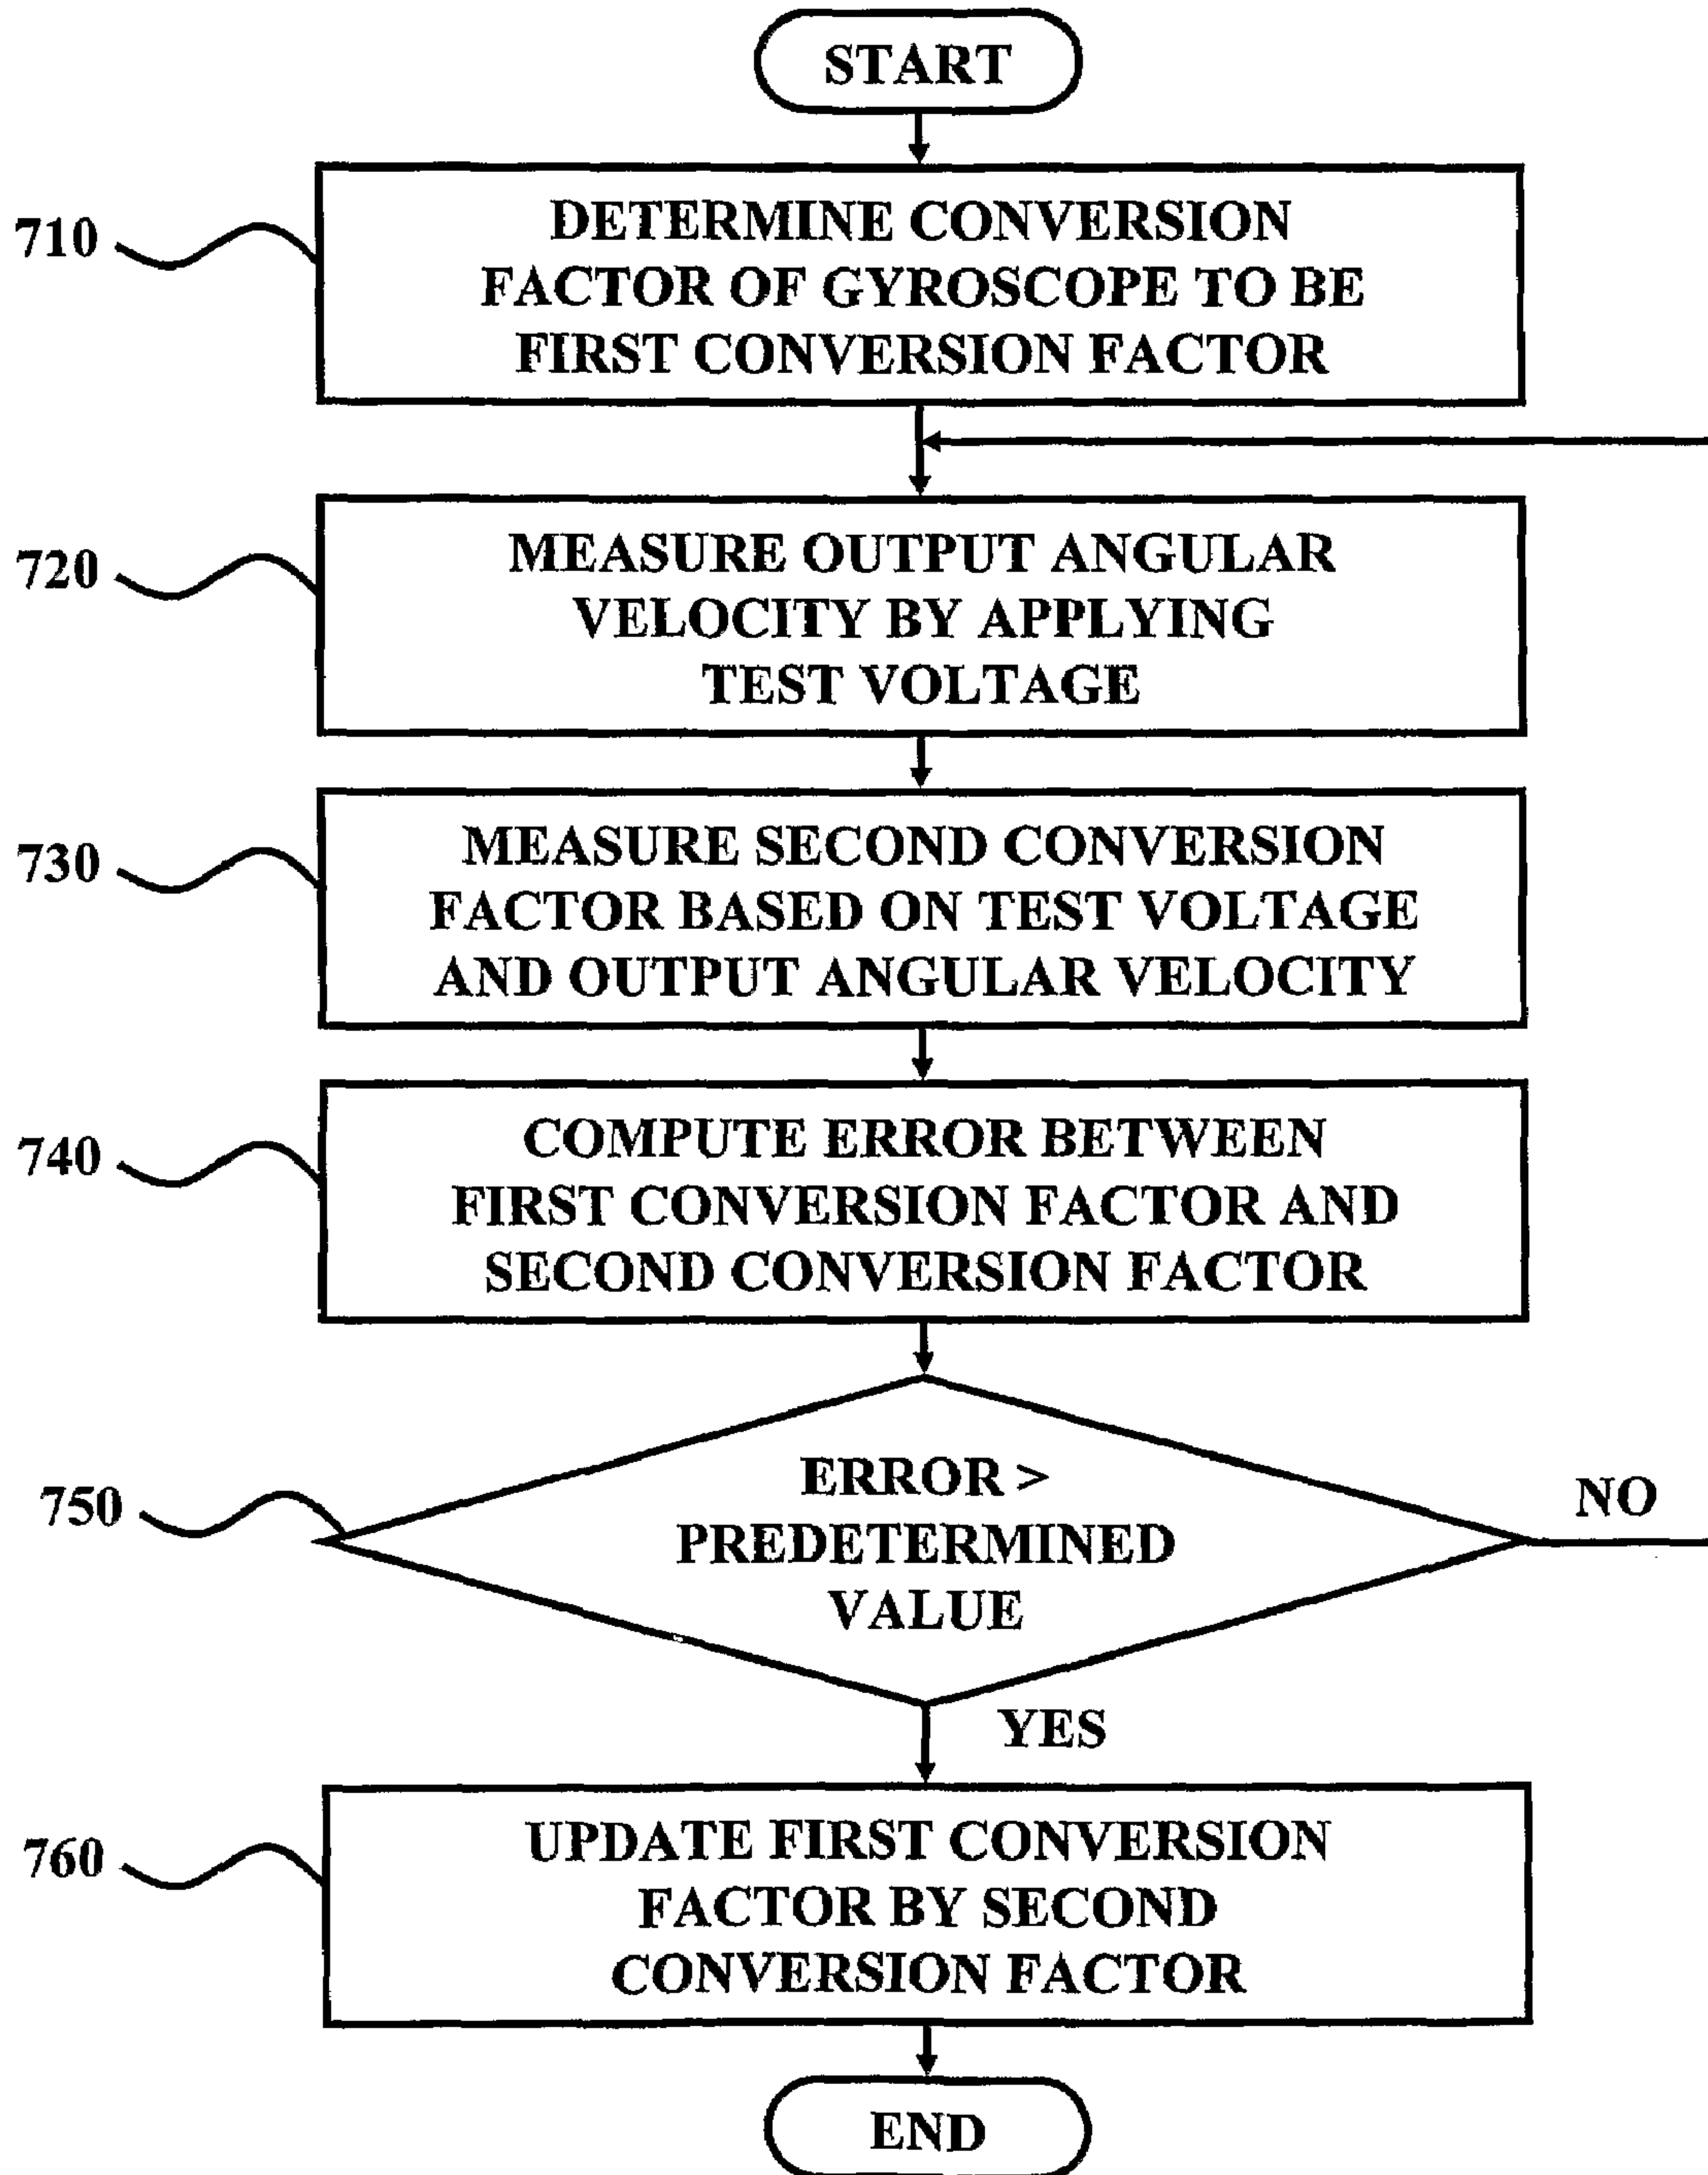 START
710
DETERMINE CONVERSION
FACTOR OF GYROSCOPE TO BE
FIRST CONVERSION FACTOR
720
MEASURE OUTPUT ANGULAR
VELOCITY BY APPLYING
TEST VOLTAGE
730
MEASURE SECOND CONVERSION
FACTOR BASED ON TEST VOLTAGE
AND OUTPUT ANGULAR VELOCITY
740
COMPUTE ERROR BETWEEN
FIRST CONVERSION FACTOR AND
SECOND CONVERSION FACTOR
750
ERROR >
PREDETERMINED
VALUE
NO
YES
760
UPDATE FIRST CONVERSION
FACTOR BY SECOND
CONVERSION FACTOR
END